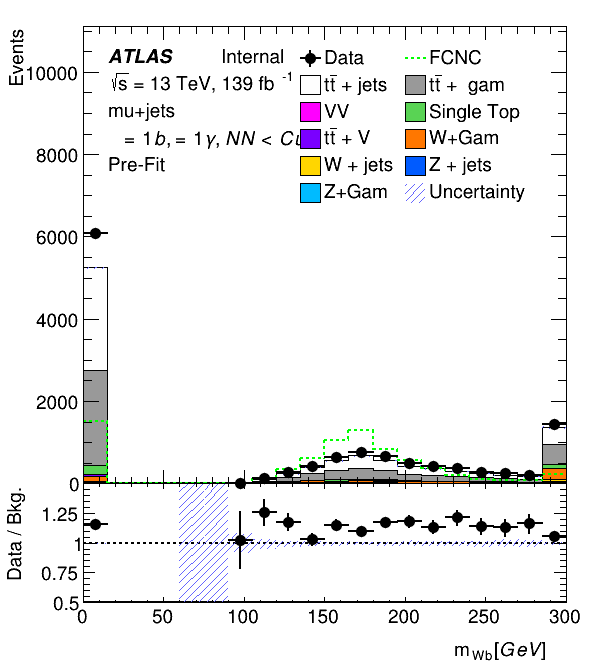 Events
ATLAS Internal
√s = 13 TeV, 139 fb⁻¹
mu+jets
= 1b, = 1γ, NN < Cu
Pre-Fit
Data
FCNC
tt̄ + jets
tt̄ + gam
VV
Single Top
tt̄ + V
W+Gam
W + jets
Z + jets
Z+Gam
Uncertainty
10000
8000
6000
4000
2000
0
Data / Bkg.
1.25
1
0.75
0.5
0 50 100 150 200 250 300
m_Wb[GeV]